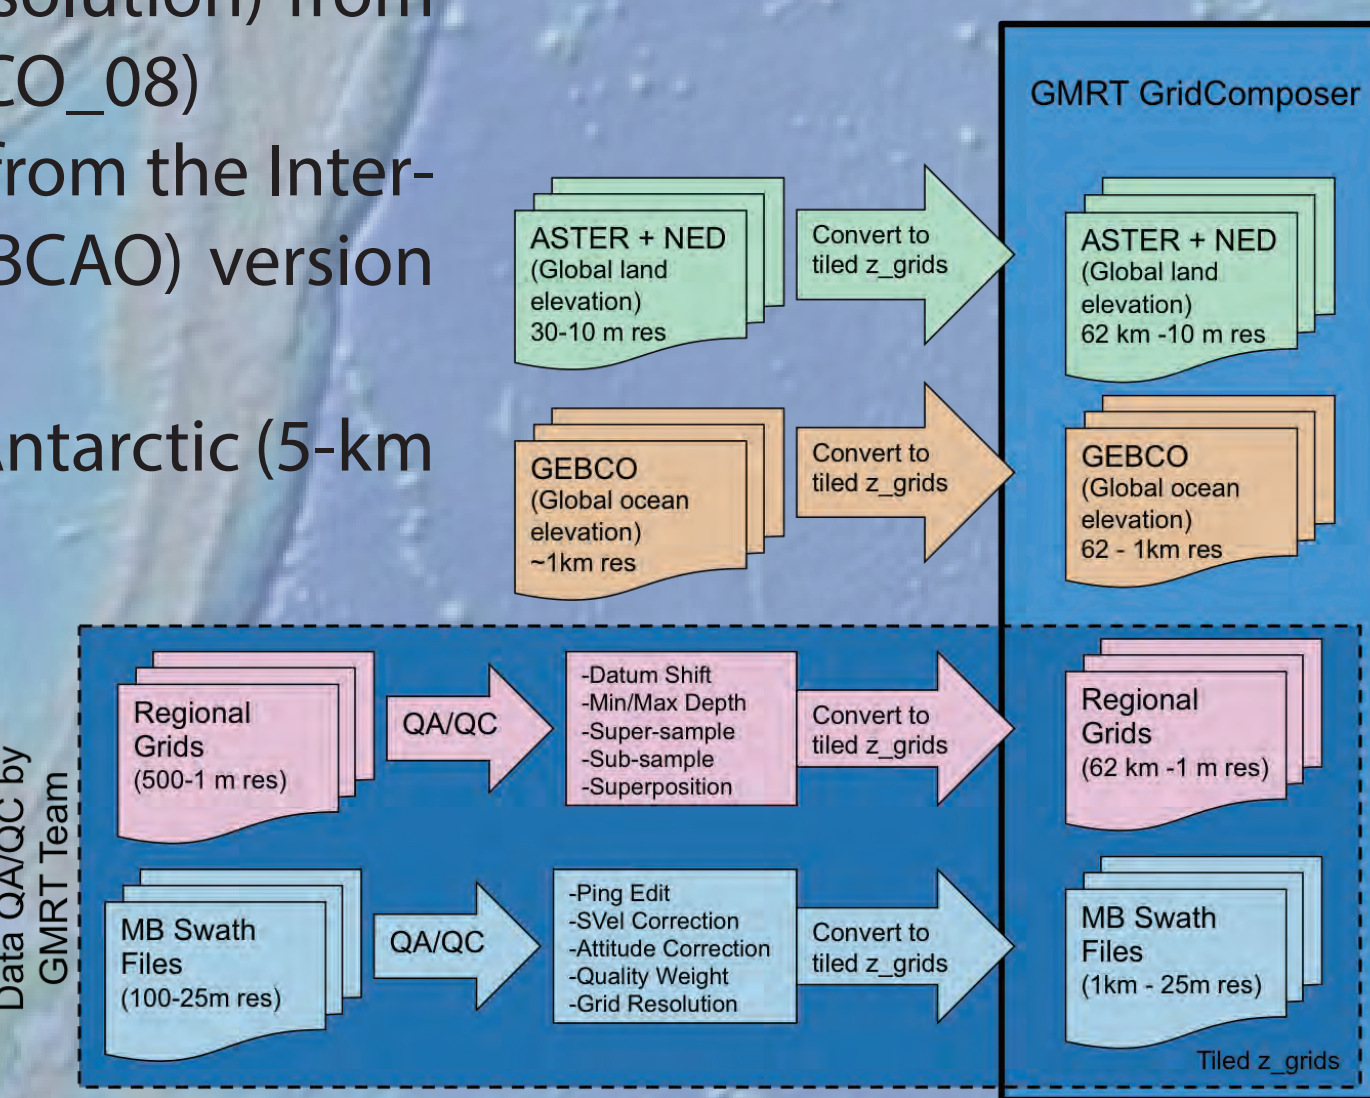 solution) from
CO_08)
from the Inter-
BCAO) version
Antarctic (5-km
GMRT GridComposer
ASTER + NED
(Global land
elevation)
30-10 m res
Convert to
tiled z_grids
ASTER + NED
(Global land
elevation)
62 km -10 m res
GEBCO
(Global ocean
elevation)
~1km res
Convert to
tiled z_grids
GEBCO
(Global ocean
elevation)
62 - 1km res
Data QA/QC by
GMRT Team
Regional
Grids
(500-1 m res)
QA/QC
-Datum Shift
-Min/Max Depth
-Super-sample
-Sub-sample
-Superposition
Convert to
tiled z_grids
Regional
Grids
(62 km -1 m res)
MB Swath
Files
(100-25m res)
QA/QC
-Ping Edit
-SVel Correction
-Attitude Correction
-Quality Weight
-Grid Resolution
Convert to
tiled z_grids
MB Swath
Files
(1km - 25m res)
Tiled z_grids